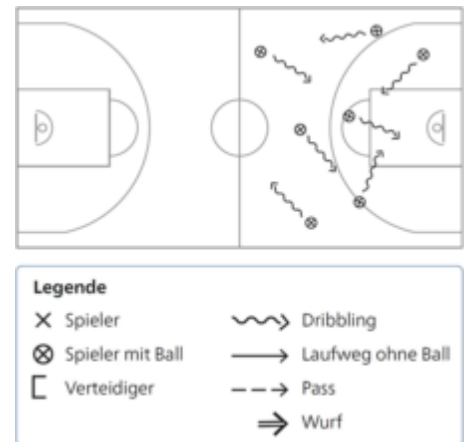 Legende
Spieler
Dribbling
Spieler mit Ball
Laufweg ohne Ball
Verteidiger
Pass
Wurf